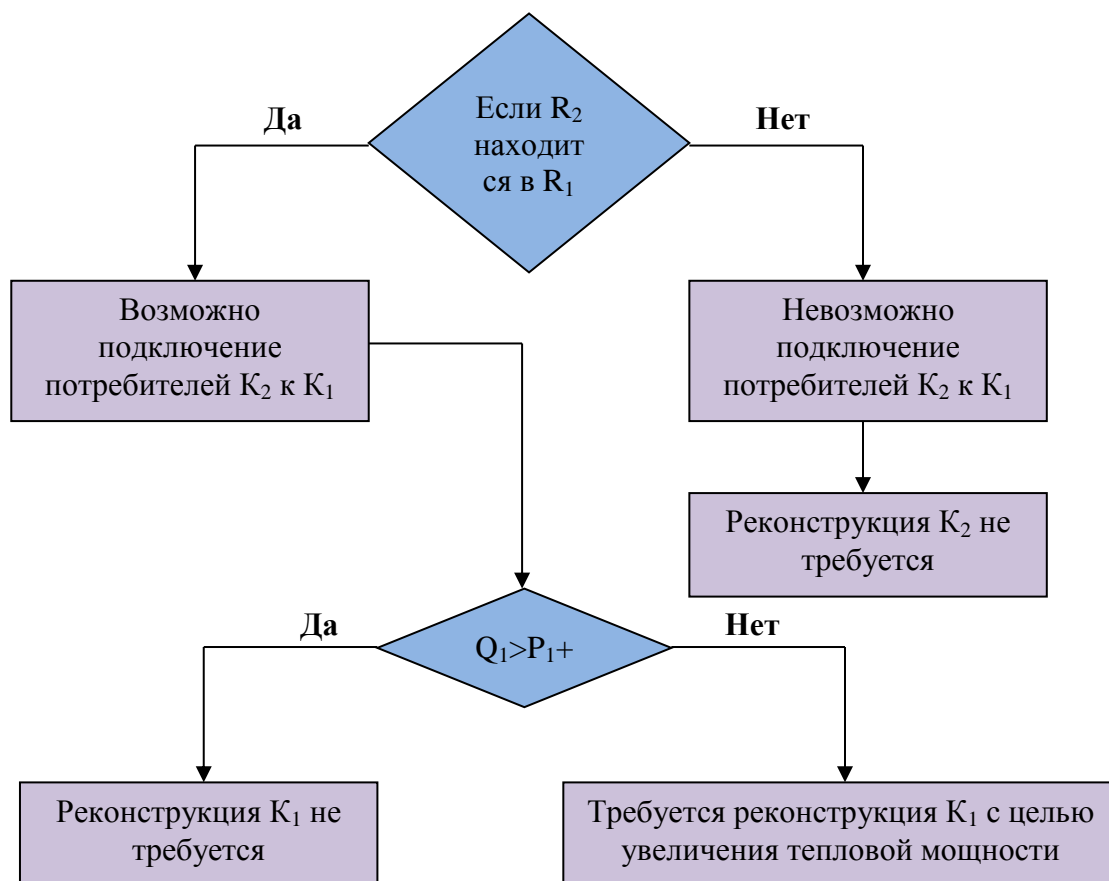 Да
Если R₂
находит
ся в R₁
Нет
Возможно
подключение
потребителей К₂ к К₁
Невозможно
подключение
потребителей К₂ к К₁
Реконструкция К₂ не
требуется
Да
Q₁>P₁+
Нет
Реконструкция К₁ не
требуется
Требуется реконструкция К₁ с целью
увеличения тепловой мощности